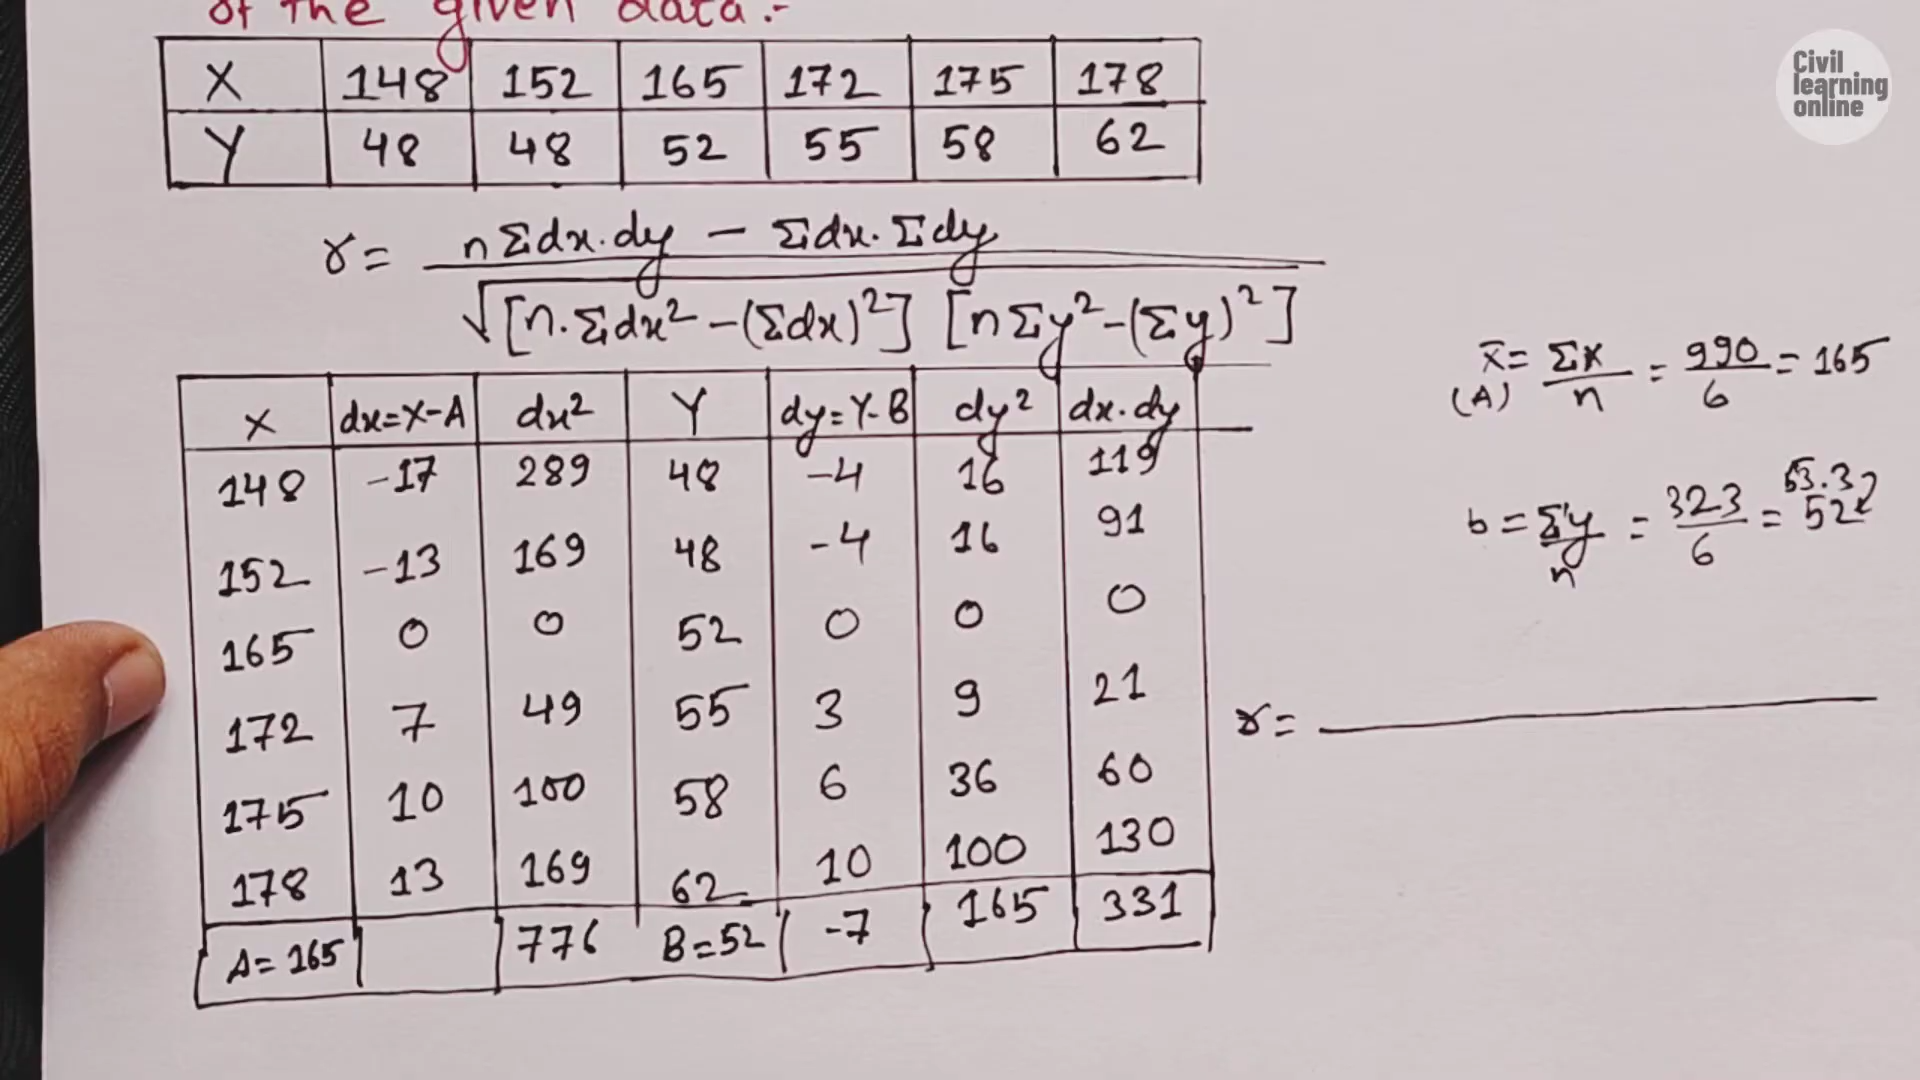 of the given data :-
X 148 152 165 172 175 178
Y 48 48 52 55 58 62
r = n Σdx.dy - Σdx. Σdy
√[n. Σdx² - (Σdx)²] [nΣy² - (Σy)²]
X dx=X-A dx² Y dy=Y-B dy² dx.dy
148 -17 289 48 -4 16 119
152 -13 169 48 -4 16 91
165 0 0 52 0 0 0
172 7 49 55 3 9 21
175 10 100 58 6 36 60
178 13 169 62 10 100 130
A=165 776 B=52 -7 165 331
x̄ = Σx/n = 990/6 = 165
(A)
b = Σy/n = 323/6 = 53.3
52
r =
Civil
learning
online